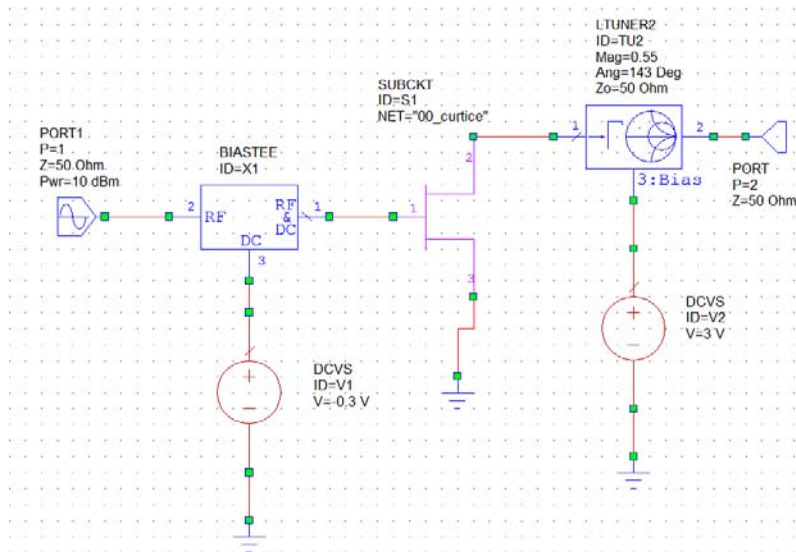 LTUNER2
ID=TU2
Mag=0.55
Ang=143 Deg
Zo=50 Ohm
SUBCKT
ID=S1
NET="00_curtice"
1
2
3:Bias
PORT
P=2
Z=50 Ohm
PORT1
P=1
Z=50 Ohm
Pwr=10 dBm
BIASTEE
ID=X1
2
RF
RF
&
DC
1
DC
3
1
2
3
DCVS
ID=V2
V=3 V
DCVS
ID=V1
V=-0.3 V